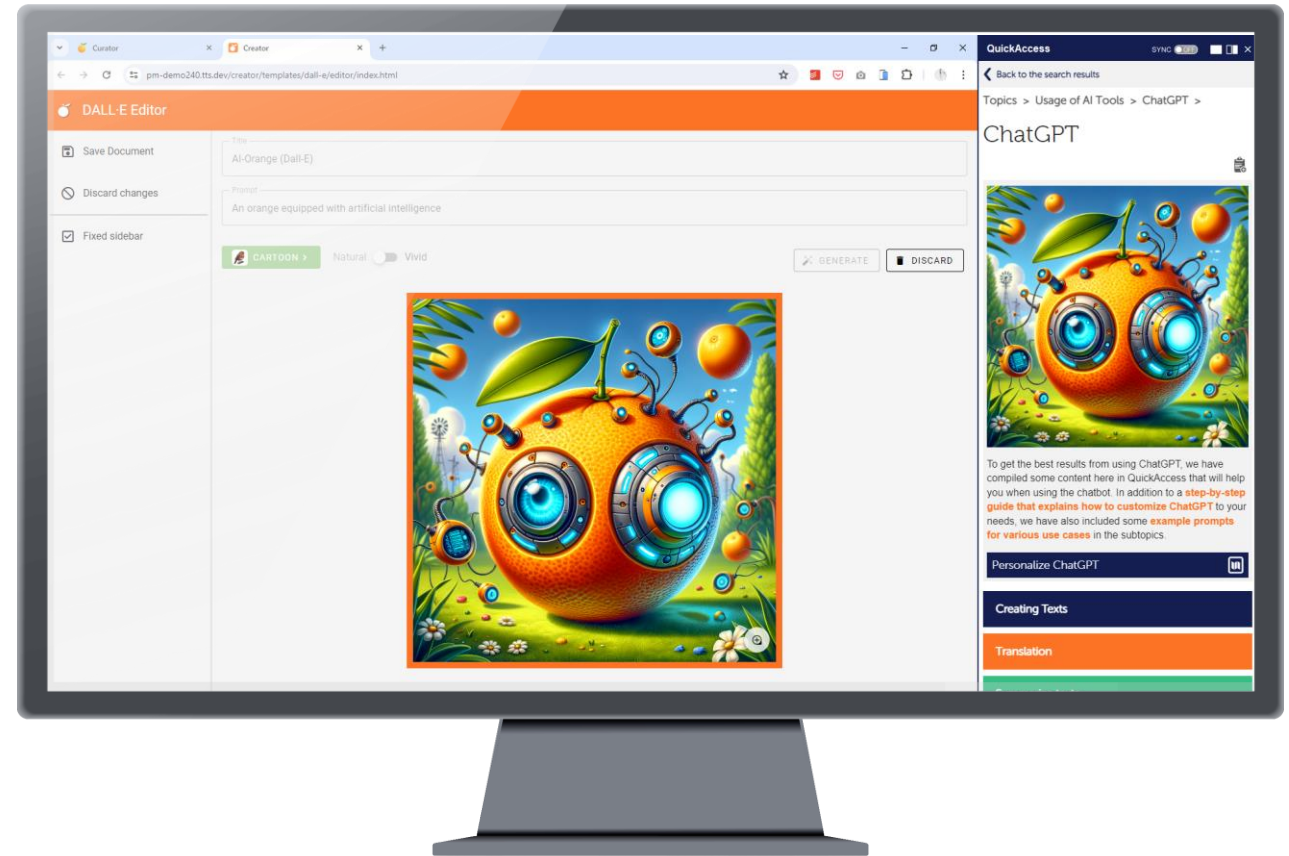 Curator
Creator
pm-demo240.tts.dev/creator/templates/dall-e/editor/index.html
DALL·E Editor
Save Document
Discard changes
Fixed sidebar
Title
AI-Orange (Dall-E)
Prompt
An orange equipped with artificial intelligence
CARTOON
Natural
Vivid
GENERATE
DISCARD
QuickAccess
SYNC OFF
Back to the search results
Topics > Usage of AI Tools > ChatGPT >
ChatGPT
To get the best results from using ChatGPT, we have
compiled some content here in QuickAccess that will help
you when using the chatbot. In addition to a step-by-step
guide that explains how to customize ChatGPT to your
needs, we have also included some example prompts
for various use cases in the subtopics.
Personalize ChatGPT
Creating Texts
Translation